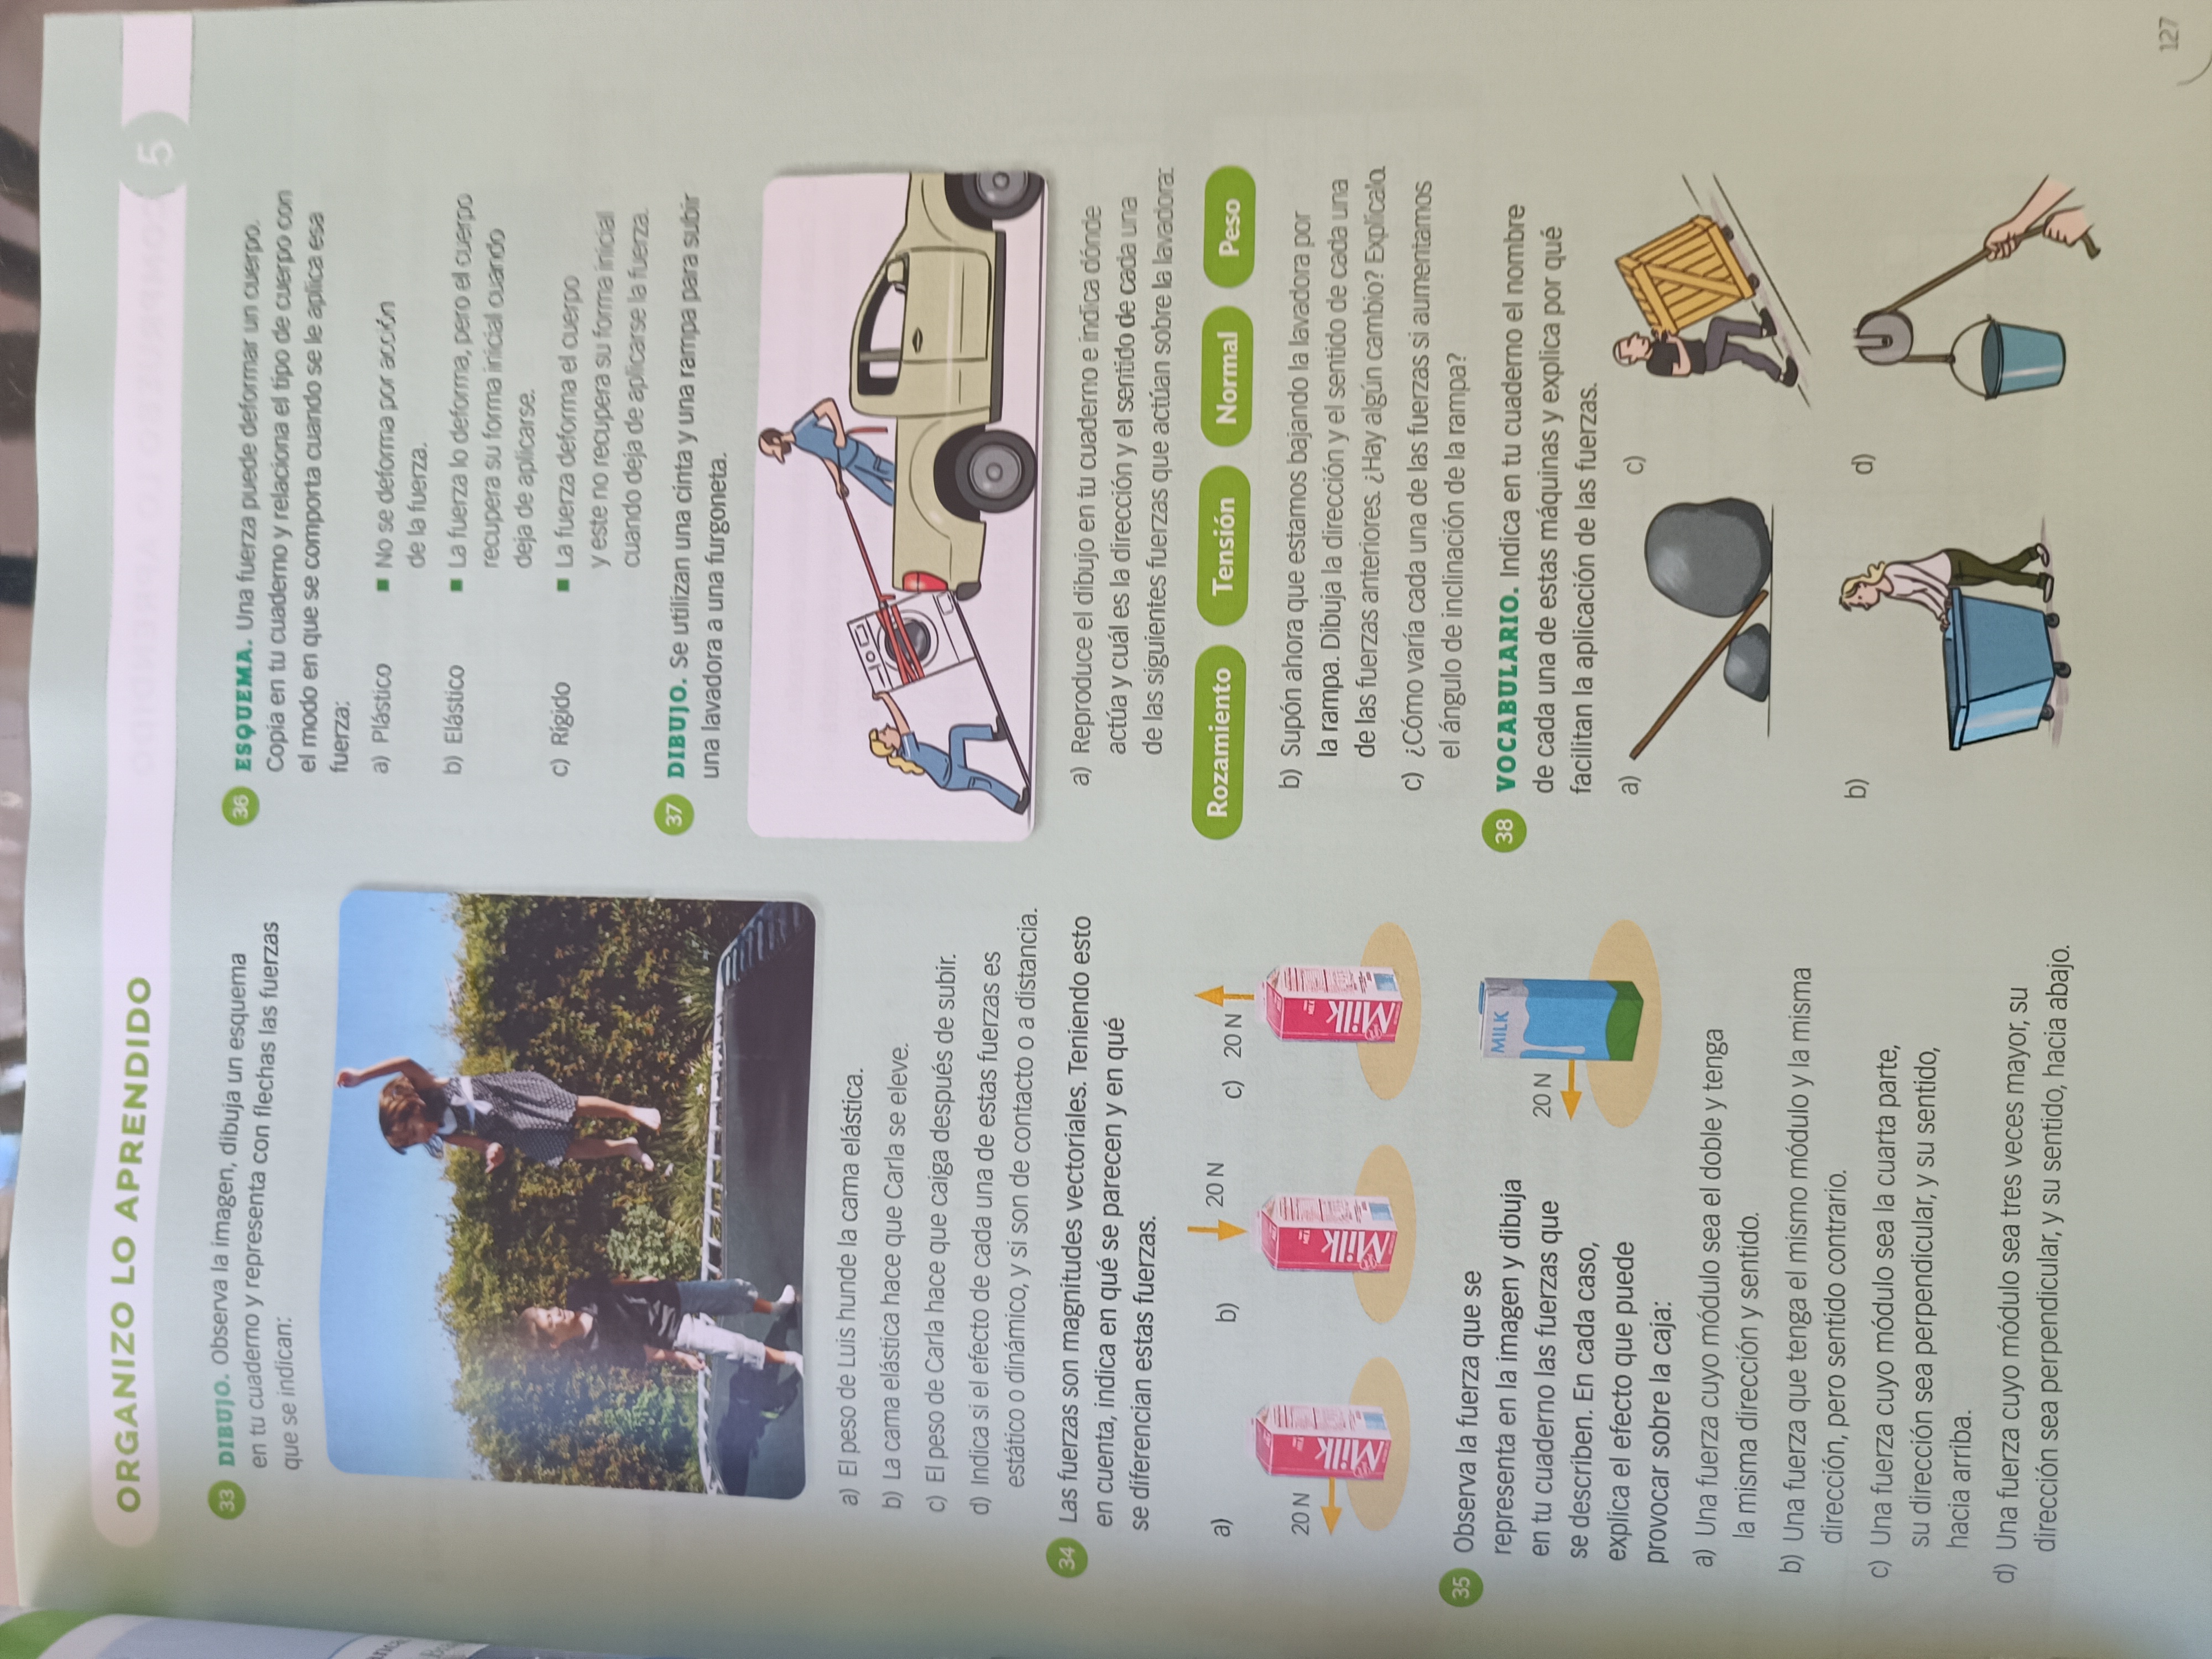 ORGANIZO LO APRENDIDO
5
33 DIBUJO. Observa la imagen, dibuja un esquema
en tu cuaderno y representa con flechas las fuerzas
que se indican:
a) El peso de Luis hunde la cama elástica.
b) La cama elástica hace que Carla se eleve.
c) El peso de Carla hace que caiga después de subir.
d) Indica si el efecto de cada una de estas fuerzas es
estático o dinámico, y si son de contacto o a distancia.
34 Las fuerzas son magnitudes vectoriales. Teniendo esto
en cuenta, indica en qué se parecen y en qué
se diferencian estas fuerzas.
a)
b)
c)
20 N
20 N
20 N
Milk
Milk
Milk
35 Observa la fuerza que se
representa en la imagen y dibuja
en tu cuaderno las fuerzas que
se describen. En cada caso,
explica el efecto que puede
provocar sobre la caja:
MILK
20 N
a) Una fuerza cuyo módulo sea el doble y tenga
la misma dirección y sentido.
b) Una fuerza que tenga el mismo módulo y la misma
dirección, pero sentido contrario.
c) Una fuerza cuyo módulo sea la cuarta parte,
su dirección sea perpendicular, y su sentido,
hacia arriba.
d) Una fuerza cuyo módulo sea tres veces mayor, su
dirección sea perpendicular, y su sentido, hacia abajo.
36 ESQUEMA. Una fuerza puede deformar un cuerpo.
Copia en tu cuaderno y relaciona el tipo de cuerpo con
el modo en que se comporta cuando se le aplica esa
fuerza:
a) Plástico ■ No se deforma por acción
de la fuerza.
b) Elástico ■ La fuerza lo deforma, pero el cuerpo
recupera su forma inicial cuando
deja de aplicarse.
c) Rígido ■ La fuerza deforma el cuerpo
y este no recupera su forma inicial
cuando deja de aplicarse la fuerza.
37 DIBUJO. Se utilizan una cinta y una rampa para subir
una lavadora a una furgoneta.
a) Reproduce el dibujo en tu cuaderno e indica dónde
actúa y cuál es la dirección y el sentido de cada una
de las siguientes fuerzas que actúan sobre la lavadora:
Rozamiento Tensión Normal Peso
b) Supón ahora que estamos bajando la lavadora por
la rampa. Dibuja la dirección y el sentido de cada una
de las fuerzas anteriores. ¿Hay algún cambio? Explícalo.
c) ¿Cómo varía cada una de las fuerzas si aumentamos
el ángulo de inclinación de la rampa?
38 VOCABULARIO. Indica en tu cuaderno el nombre
de cada una de estas máquinas y explica por qué
facilitan la aplicación de las fuerzas.
a)
c)
b)
d)
127